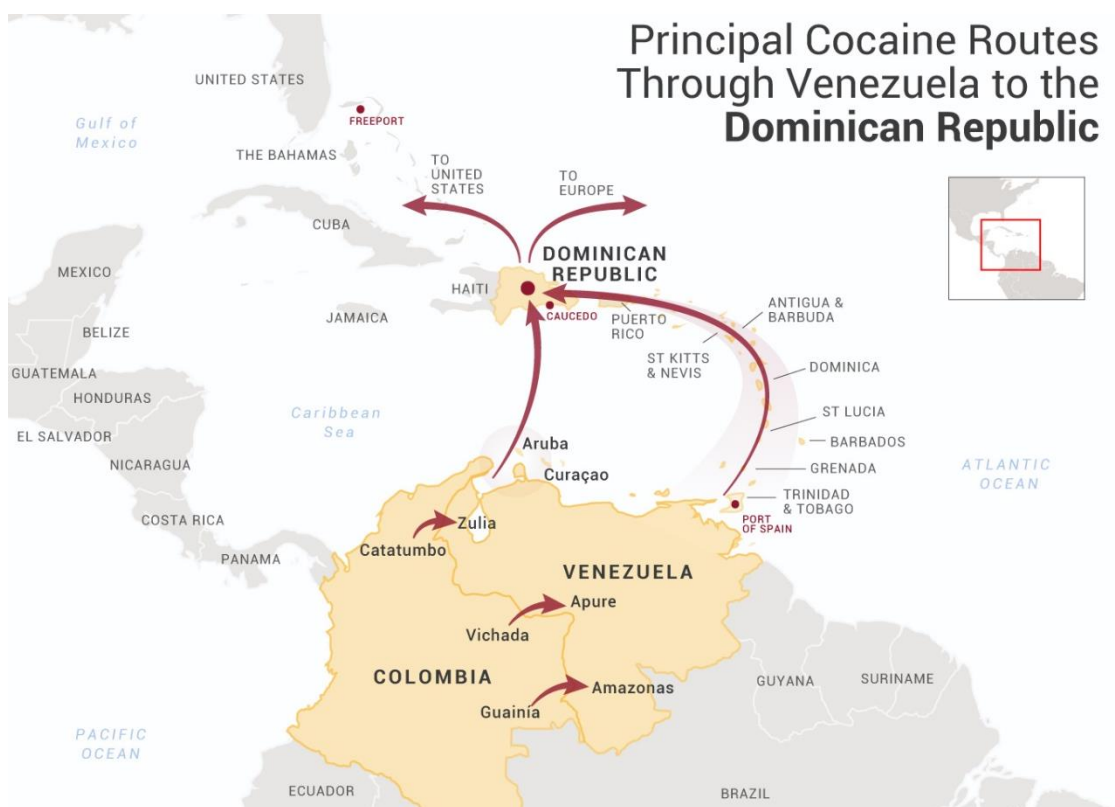 Principal Cocaine Routes
Through Venezuela to the
Dominican Republic
UNITED STATES
Gulf of
Mexico
FREEPORT
THE BAHAMAS
TO
UNITED
STATES
TO
EUROPE
CUBA
MEXICO
DOMINICAN
REPUBLIC
HAITI
CAUCEDO
JAMAICA
PUERTO
RICO
ANTIGUA &
BARBUDA
BELIZE
ST KITTS
& NEVIS
DOMINICA
GUATEMALA
HONDURAS
Caribbean
Sea
ST LUCIA
EL SALVADOR
Aruba
BARBADOS
NICARAGUA
Curaçao
GRENADA
ATLANTIC
OCEAN
TRINIDAD
& TOBAGO
COSTA RICA
Zulia
PORT
OF SPAIN
PANAMA
Catatumbo
VENEZUELA
Apure
Vichada
COLOMBIA
Amazonas
GUYANA
SURINAME
Guainía
PACIFIC
OCEAN
ECUADOR
BRAZIL